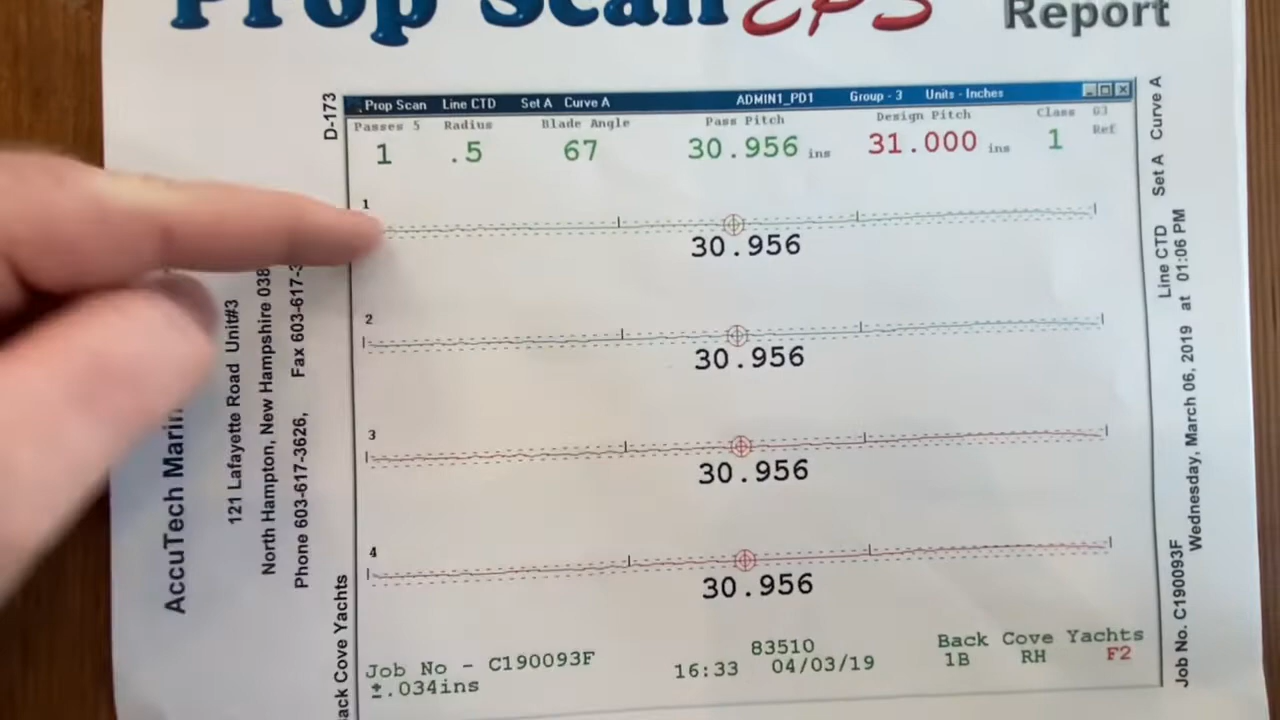 Prop Scan EPS
Report
D-173
Prop Scan Line CTD Set A Curve A ADMIN1_PD1 Group - 3 Units - Inches
Passes 5 Radius Blade Angle Pass Pitch Design Pitch Class G3
Ref
1 .5 67 30.956 ins 31.000 ins 1
1
30.956
2
30.956
3
30.956
4
30.956
Job No - C190093F
±.034ins
83510
16:33 04/03/19
Back Cove Yachts
1B RH F2
AccuTech
121 Lafayette Road Unit#3
North Hampton, New Hampshire
Phone 603-617-3626,
Fax 603-617-
Cove Yachts
Line CTD Set A Curve A
Wednesday, March 06, 2019 at 01:06 PM
Job No. C190093F